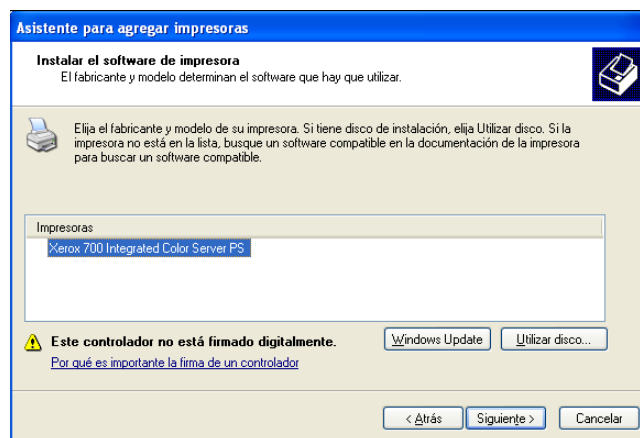 Asistente para agregar impresoras
Instalar el software de impresora
El fabricante y modelo determinan el software que hay que utilizar.
Elija el fabricante y modelo de su impresora. Si tiene disco de instalación, elija Utilizar disco. Si la
impresora no está en la lista, busque un software compatible en la documentación de la impresora
para buscar un software compatible.
Impresoras
Xerox 700 Integrated Color Server PS
Este controlador no está firmado digitalmente.
Windows Update
Utilizar disco...
Por qué es importante la firma de un controlador
< Atrás
Siguiente >
Cancelar